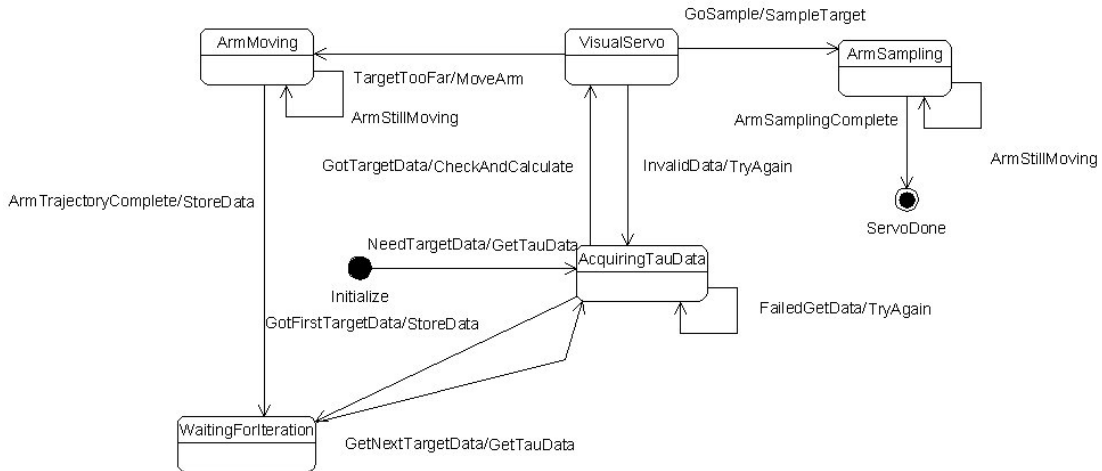 GoSample/SampleTarget
ArmMoving
VisualServo
ArmSampling
TargetTooFar/MoveArm
ArmStillMoving
ArmSamplingComplete
ArmStillMoving
GotTargetData/CheckAndCalculate
InvalidData/TryAgain
ArmTrajectoryComplete/StoreData
ServoDone
NeedTargetData/GetTauData
AcquiringTauData
Initialize
FailedGetData/TryAgain
GotFirstTargetData/StoreData
WaitingForIteration
GetNextTargetData/GetTauData